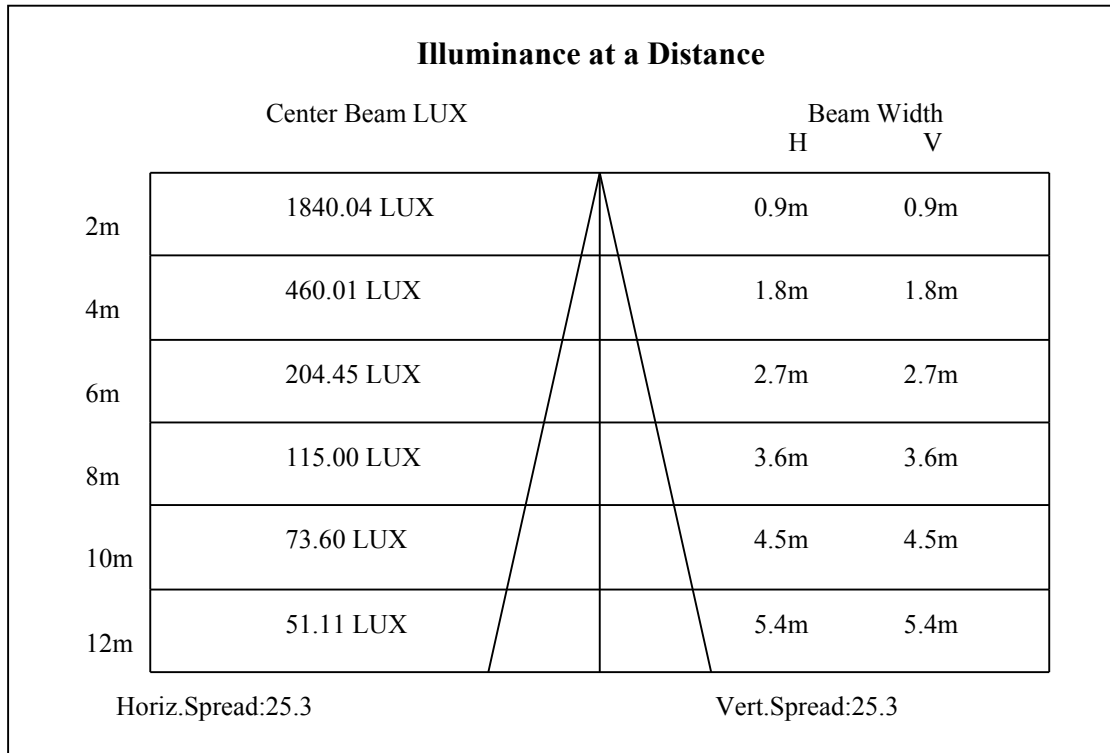 Illuminance at a Distance
Center Beam LUX Beam Width
H V
2m 1840.04 LUX 0.9m 0.9m
4m 460.01 LUX 1.8m 1.8m
6m 204.45 LUX 2.7m 2.7m
8m 115.00 LUX 3.6m 3.6m
10m 73.60 LUX 4.5m 4.5m
12m 51.11 LUX 5.4m 5.4m
Horiz.Spread:25.3 Vert.Spread:25.3